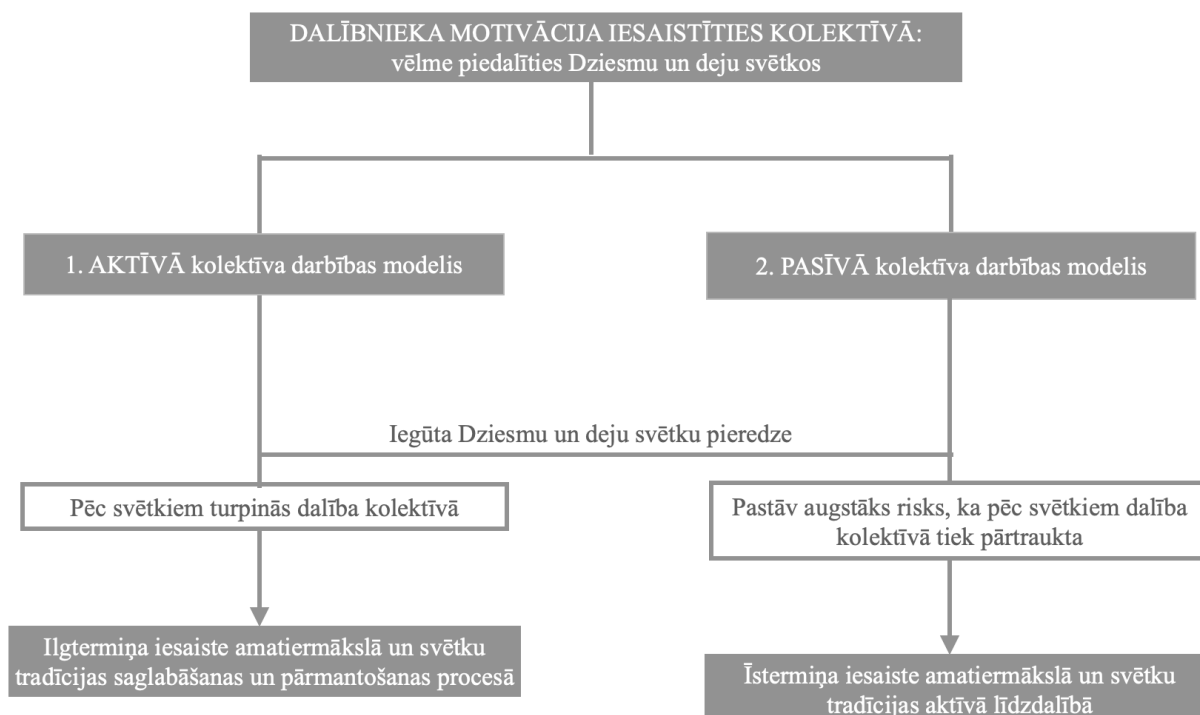 DALĪBNIEKA MOTIVĀCIJA IESAISTĪTIES KOLEKTĪVĀ:
vēlme piedalīties Dziesmu un deju svētkos
1. AKTĪVĀ kolektīva darbības modelis
2. PASĪVĀ kolektīva darbības modelis
Iegūta Dziesmu un deju svētku pieredze
Pēc svētkiem turpinās dalība kolektīvā
Pastāv augstāks risks, ka pēc svētkiem dalība
kolektīvā tiek pārtraukta
Ilgtermiņa iesaiste amatiermākslā un svētku
tradīcijas saglabāšanas un pārmantošanas procesā
Īstermiņa iesaiste amatiermākslā un svētku
tradīcijas aktīvā līdzdalībā